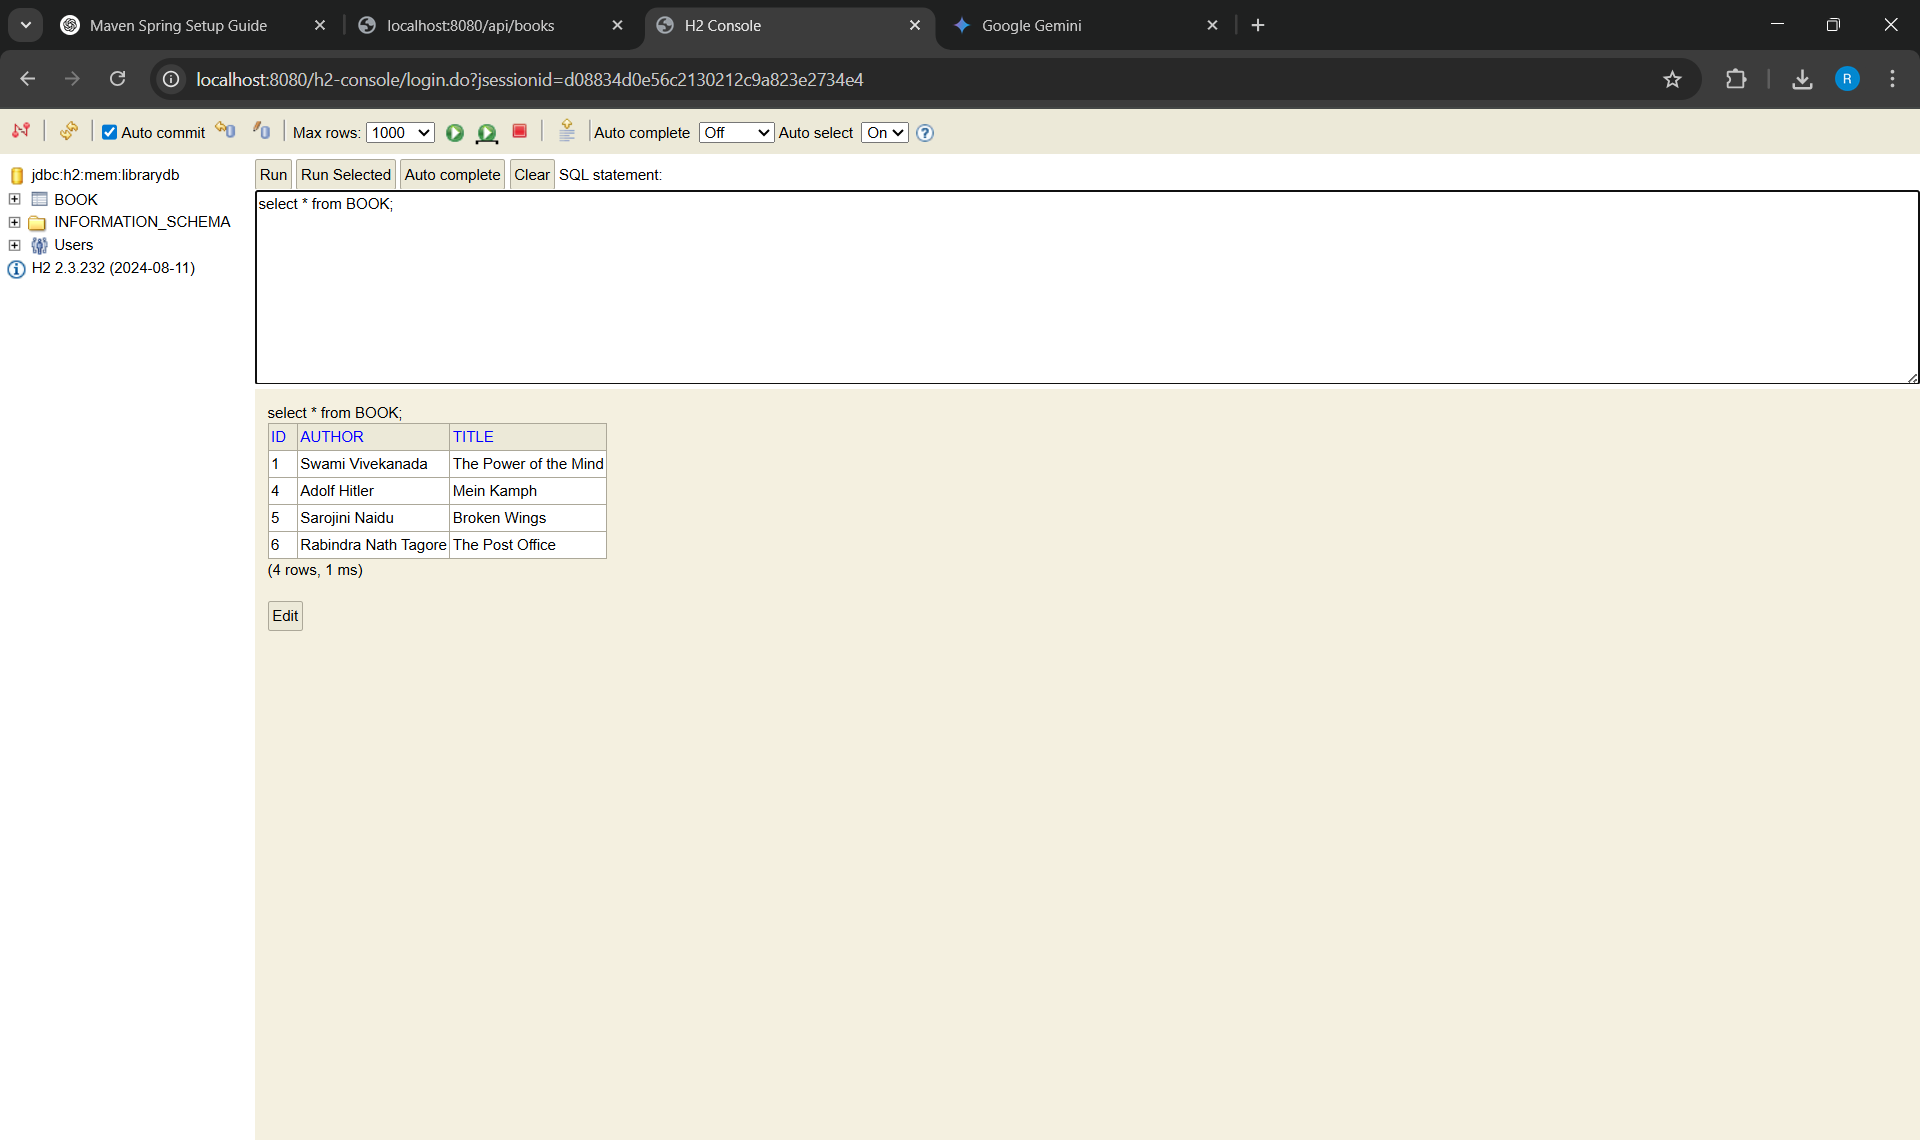 Maven Spring Setup Guide
localhost:8080/api/books
H2 Console
Google Gemini
localhost:8080/h2-console/login.do?jsessionid=d08834d0e56c2130212c9a823e2734e4
R
Auto commit
Max rows: 1000
Auto complete Off
Auto select On
jdbc:h2:mem:librarydb
BOOK
INFORMATION_SCHEMA
Users
H2 2.3.232 (2024-08-11)
Run Run Selected Auto complete Clear SQL statement:
select * from BOOK;
select * from BOOK;
ID AUTHOR TITLE
1 Swami Vivekanada The Power of the Mind
4 Adolf Hitler Mein Kamph
5 Sarojini Naidu Broken Wings
6 Rabindra Nath Tagore The Post Office
(4 rows, 1 ms)
Edit